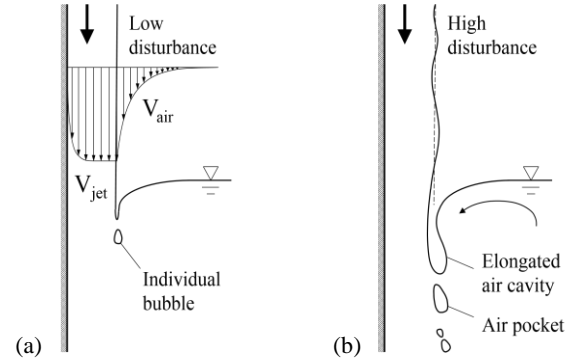 Low
disturbance
V_air
V_jet
Individual
bubble
(a)
High
disturbance
Elongated
air cavity
Air pocket
(b)